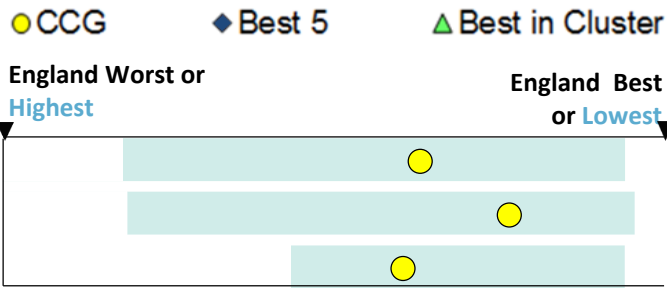 CCG Best 5 Best in Cluster
England Worst or
Highest
England Best
or Lowest